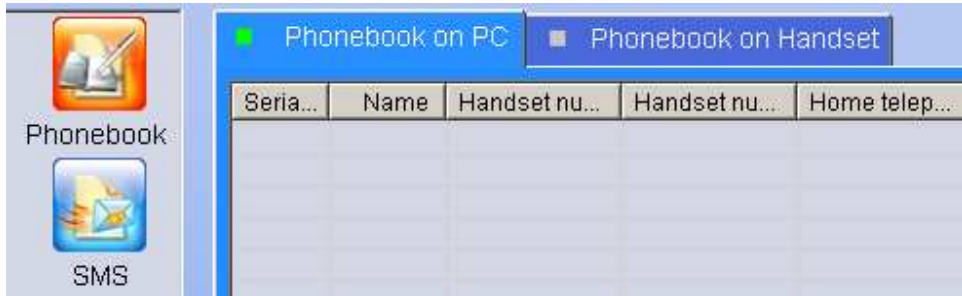 Phonebook on PC
Phonebook on Handset
Seria... Name Handset nu... Handset nu... Home telep...
Phonebook
SMS